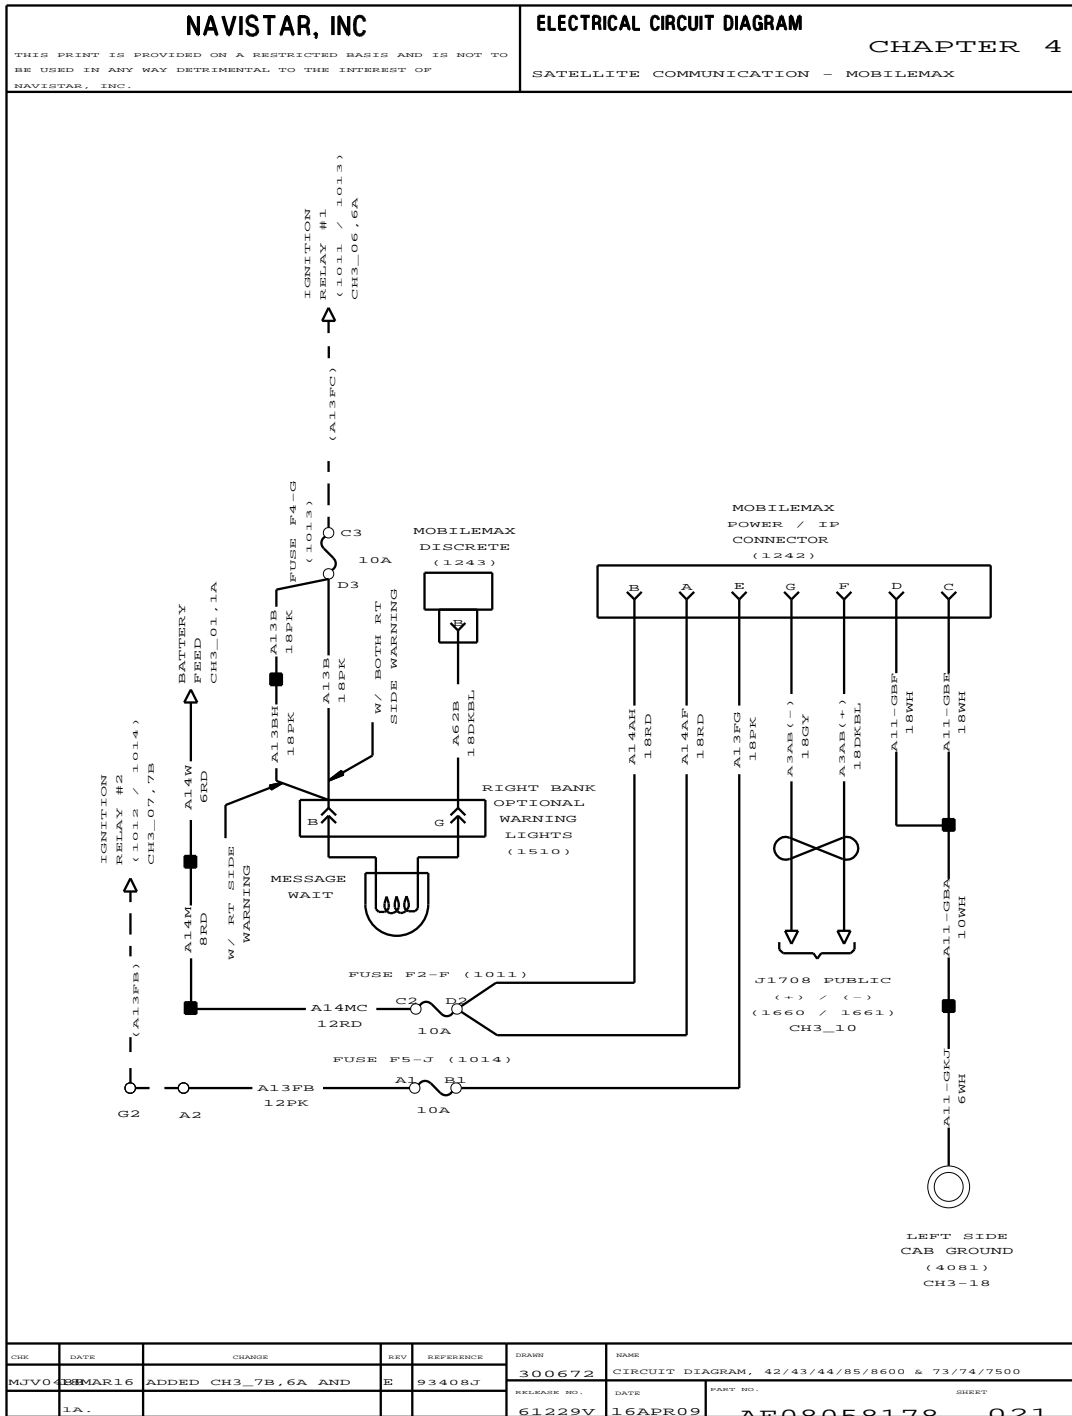 NAVISTAR, INC
THIS PRINT IS PROVIDED ON A RESTRICTED BASIS AND IS NOT TO
BE USED IN ANY WAY DETRIMENTAL TO THE INTEREST OF
NAVISTAR, INC.
ELECTRICAL CIRCUIT DIAGRAM
CHAPTER 4
SATELLITE COMMUNICATION - MOBILEMAX
IGNITION
RELAY #1
(1011 / 1013)
CH3_06,6A
(A13FC)
FUSE F4-G
(1013)
C3
10A
D3
MOBILEMAX
DISCRETE
(1243)
B
MOBILEMAX
POWER / IP
CONNECTOR
(1242)
B
A
E
G
F
D
C
BATTERY
FEED
CH3_01,1A
A13B
18PK
A13BH
18PK
A13B
18PK
W/ BOTH RT
SIDE WARNING
A62B
18DKBL
A14AH
18RD
A14AF
18RD
A13FG
18PK
A3AB(-)
18GY
A3AB(+)
18DKBL
A11-GBF
18WH
A11-GBE
18WH
IGNITION
RELAY #2
(1012 / 1014)
CH3_07,7B
A14W
6RD
A14M
8RD
W/ RT SIDE
WARNING
RIGHT BANK
OPTIONAL
WARNING
LIGHTS
(1510)
B
G
MESSAGE
WAIT
A11-GBA
10WH
(A13FB)
FUSE F2-F (1011)
A14MC
12RD
C2
D2
10A
J1708 PUBLIC
(+) / (-)
(1660 / 1661)
CH3_10
FUSE F5-J (1014)
A13FB
12PK
A1
B1
10A
G2
A2
A11-GKJ
6WH
LEFT SIDE
CAB GROUND
(4081)
CH3-18
CHK
DATE
CHANGE
REV
REFERENCE
DRAWN
300672
NAME
CIRCUIT DIAGRAM, 42/43/44/85/8600 & 73/74/7500
ADDED CH3_7B,6A AND
E
93408J
1A.
RELEASE NO.
61229V
DATE
16APR09
PART NO.
AE08058178
SHEET
021